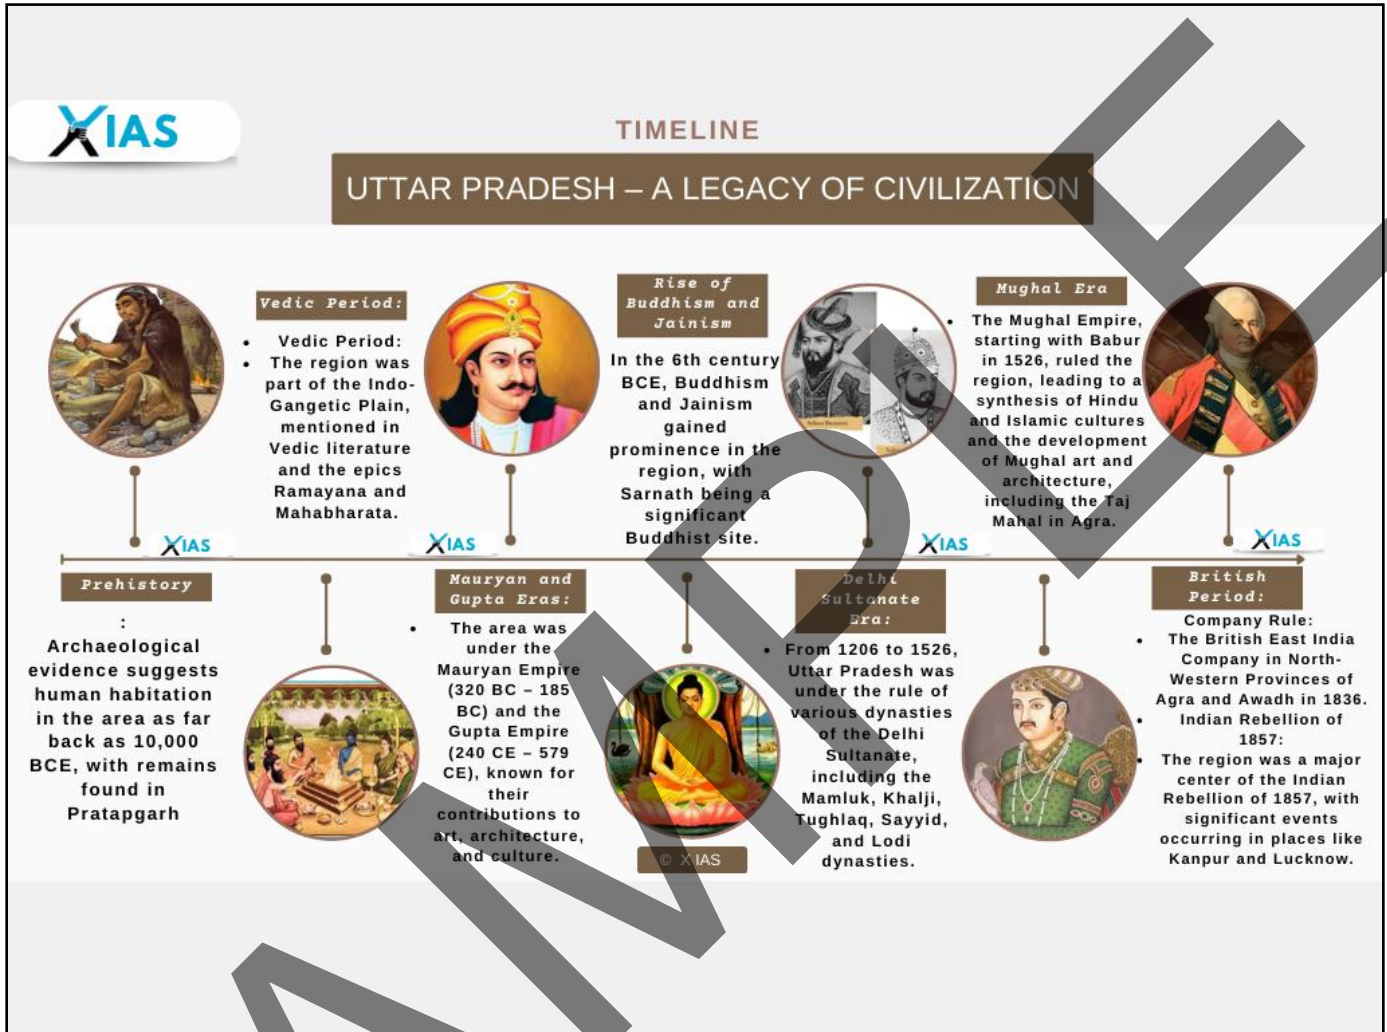 XIAS
TIMELINE
UTTAR PRADESH – A LEGACY OF CIVILIZATION
Vedic Period:
• Vedic Period:
• The region was
part of the Indo-
Gangetic Plain,
mentioned in
Vedic literature
and the epics
Ramayana and
Mahabharata.
Rise of
Buddhism and
Jainism
In the 6th century
BCE, Buddhism
and Jainism
gained
prominence in the
region, with
Sarnath being a
significant
Buddhist site.
Mughal Era
• The Mughal Empire,
starting with Babur
in 1526, ruled the
region, leading to a
synthesis of Hindu
and Islamic cultures
and the development
of Mughal art and
architecture,
including the Taj
Mahal in Agra.
XIAS
XIAS
XIAS
XIAS
Prehistory
:
Archaeological
evidence suggests
human habitation
in the area as far
back as 10,000
BCE, with remains
found in
Pratapgarh
Mauryan and
Gupta Eras:
• The area was
under the
Mauryan Empire
(320 BC – 185
BC) and the
Gupta Empire
(240 CE – 579
CE), known for
their
contributions to
art, architecture,
and culture.
© X IAS
Delhi
Sultanate
Era:
• From 1206 to 1526,
Uttar Pradesh was
under the rule of
various dynasties
of the Delhi
Sultanate,
including the
Mamluk, Khalji,
Tughlaq, Sayyid,
and Lodi
dynasties.
British
Period:
Company Rule:
• The British East India
Company in North-
Western Provinces of
Agra and Awadh in 1836.
• Indian Rebellion of
1857:
• The region was a major
center of the Indian
Rebellion of 1857, with
significant events
occurring in places like
Kanpur and Lucknow.